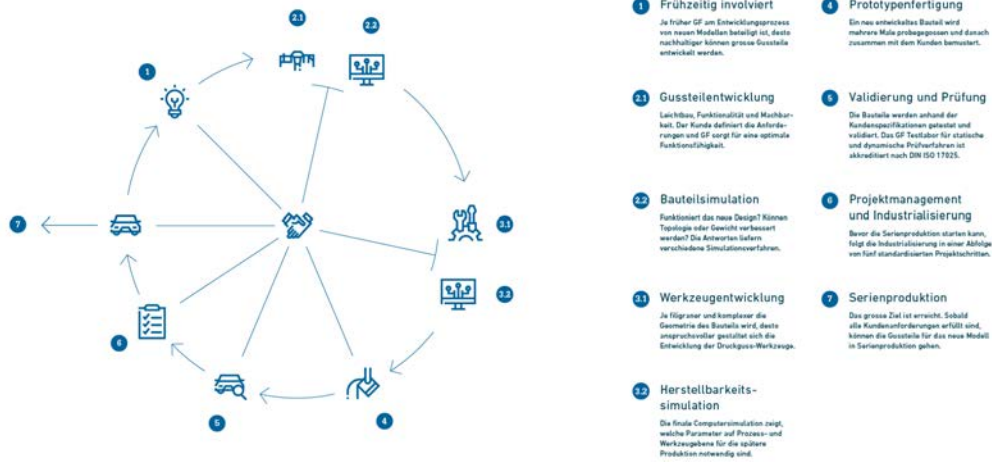 1
2.1
2.2
3.1
3.2
4
5
6
7
1 Frühzeitig involviert
Je früher GF am Entwicklungsprozess
von neuen Modellen beteiligt ist, desto
nachhaltiger können grosse Gussteile
entwickelt werden.
2.1 Gussteilentwicklung
Leichtbau, Funktionalität und Machbar-
keit. Der Kunde definiert die Anforde-
rungen und GF sorgt für eine optimale
Funktionsfähigkeit.
2.2 Bauteilsimulation
Funktioniert das neue Design? Können
Topologie oder Gewicht verbessert
werden? Die Antworten liefern
verschiedene Simulationsverfahren.
3.1 Werkzeugentwicklung
Je filigraner und komplexer die
Geometrie des Bauteils wird, desto
anspruchsvoller gestaltet sich die
Entwicklung der Druckguss-Werkzeuge.
3.2 Herstellbarkeits-
simulation
Die finale Computersimulation zeigt,
welche Parameter auf Prozess- und
Werkzeugebene für die spätere
Produktion notwendig sind.
4 Prototypenfertigung
Ein neu entwickeltes Bauteil wird
mehrere Male probegegossen und danach
zusammen mit dem Kunden bemustert.
5 Validierung und Prüfung
Die Bauteile werden anhand der
Kundenspezifikationen getestet und
validiert. Das GF Testlabor für statische
und dynamische Prüfverfahren ist
akkreditiert nach DIN ISO 17025.
6 Projektmanagement
und Industrialisierung
Bevor die Serienproduktion starten kann,
folgt die Industrialisierung in einer Abfolge
von fünf standardisierten Projektschritten.
7 Serienproduktion
Das grosse Ziel ist erreicht. Sobald
alle Kundenanforderungen erfüllt sind,
können die Gussteile für das neue Modell
in Serienproduktion gehen.